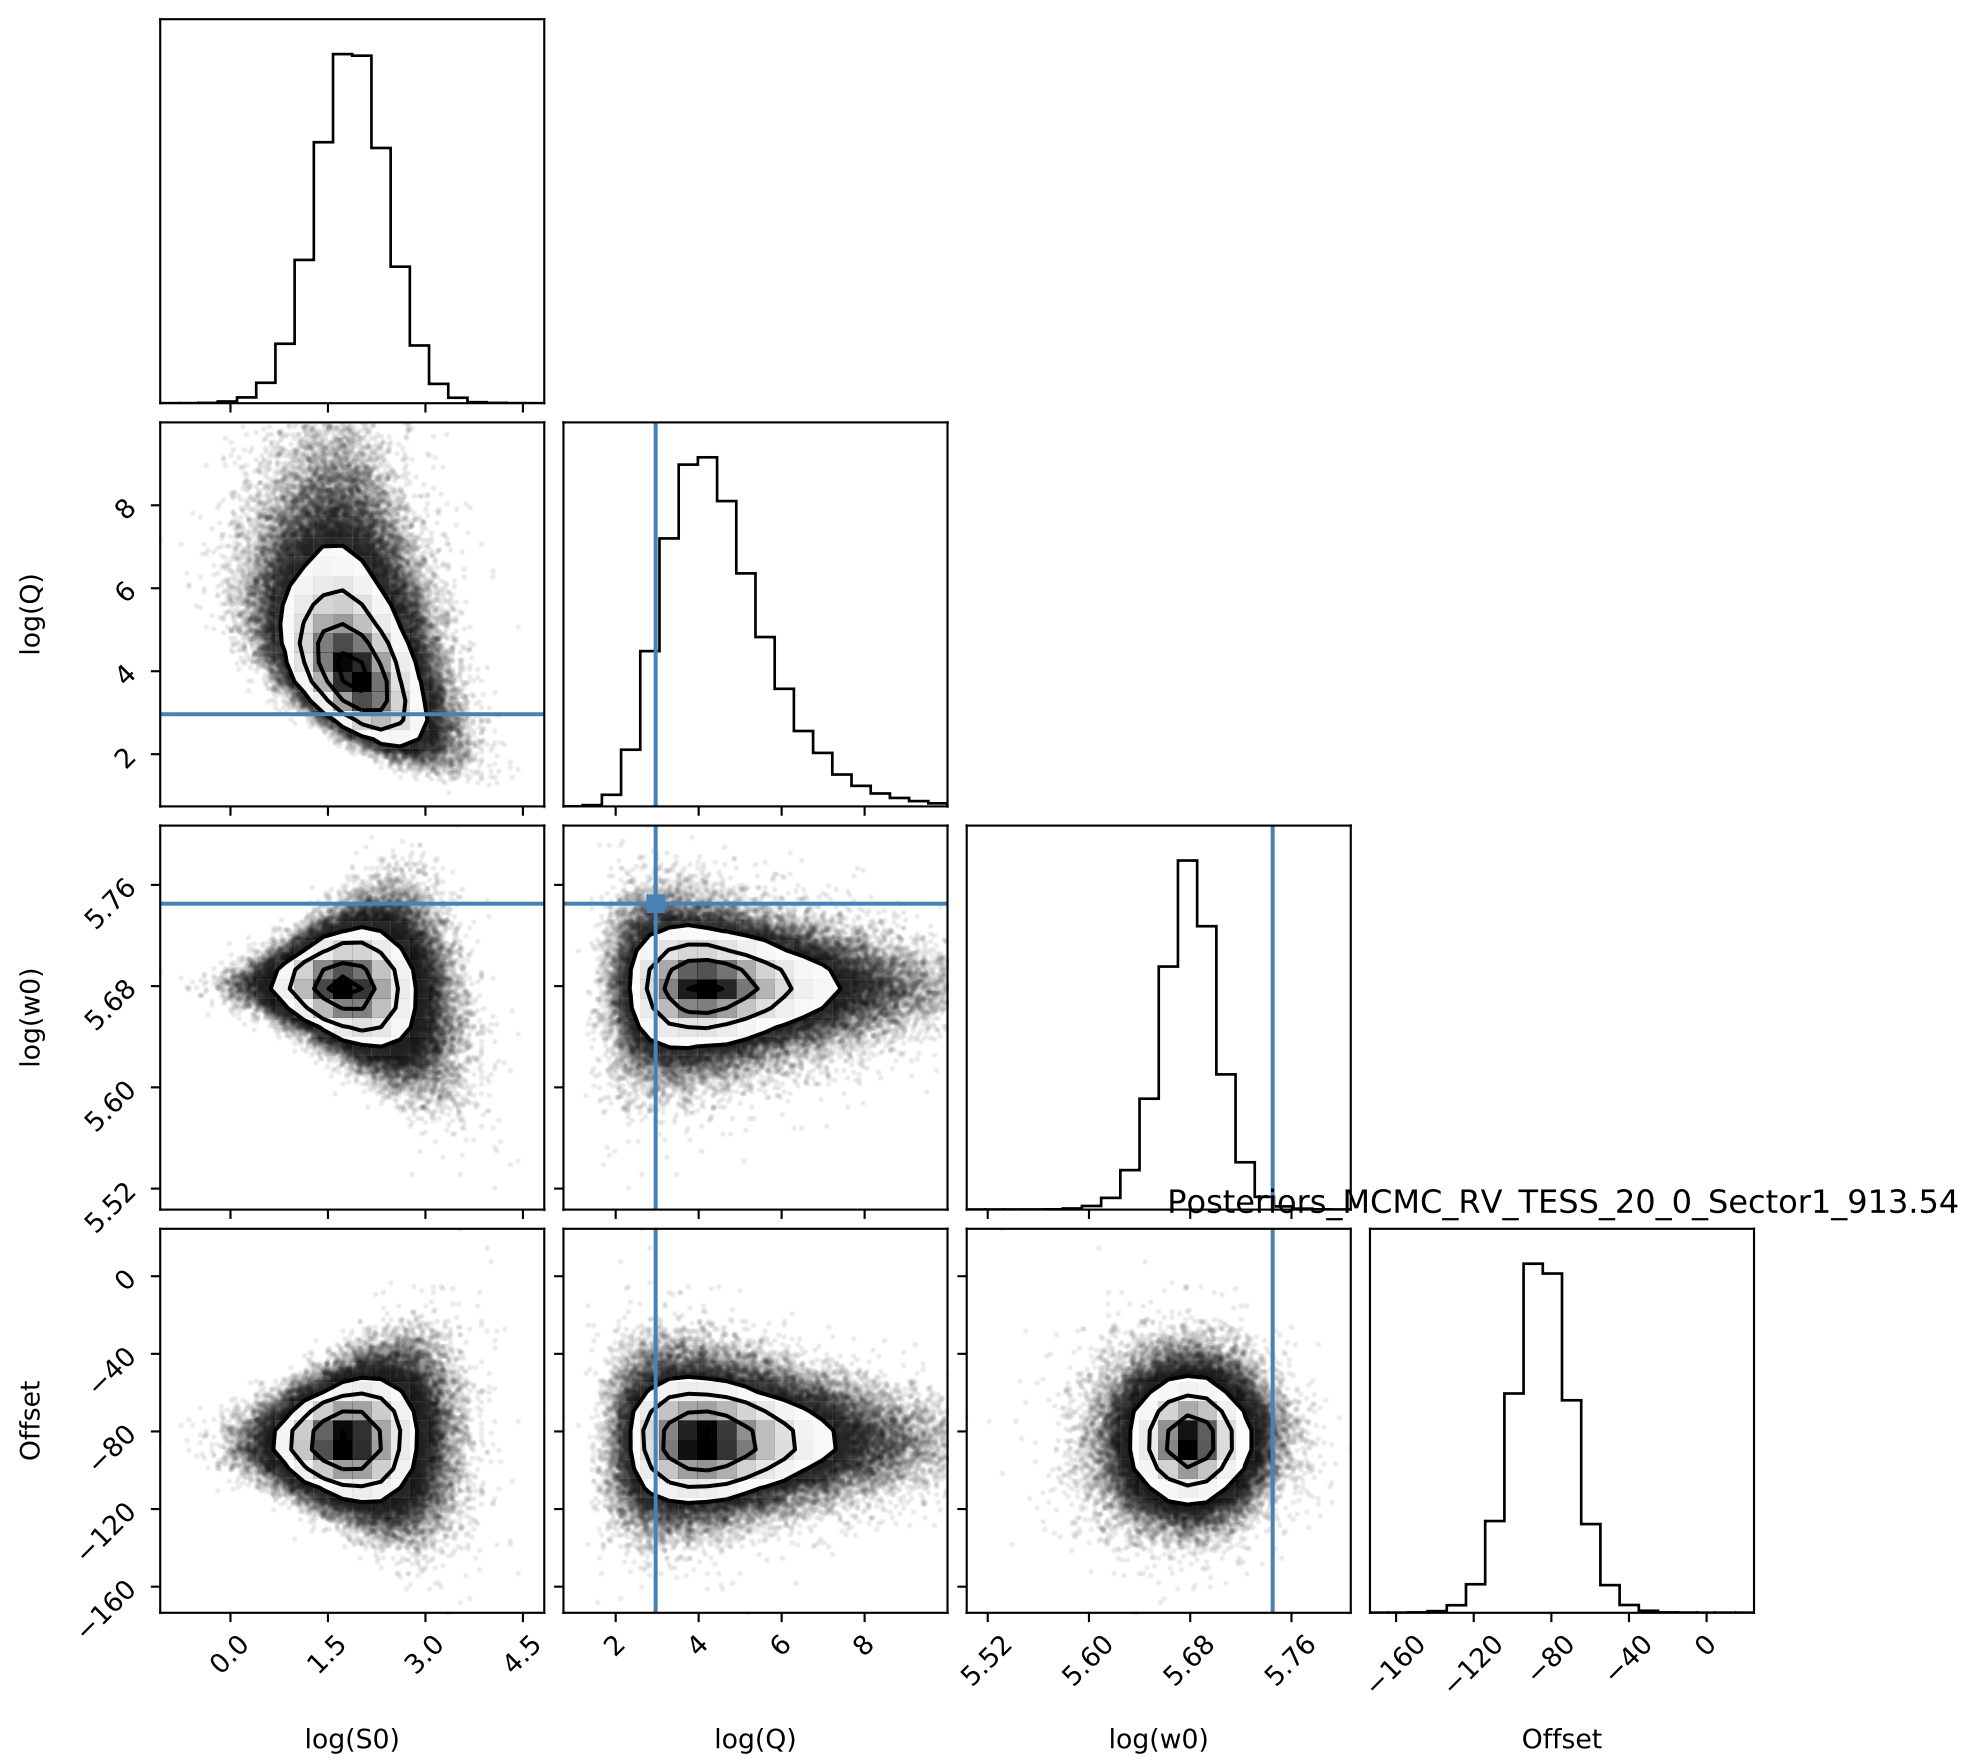 log(Q)
8
6
4
2
log(w0)
5.76
5.68
5.60
5.52
Posteriors_MCMC_RV_TESS_20_0_Sector1_913.54
Offset
0
−40
−80
−120
−160
0.0 1.5 3.0 4.5
2 4 6 8
5.52 5.60 5.68 5.76
−160 −120 −80 −40 0
log(S0) log(Q) log(w0) Offset